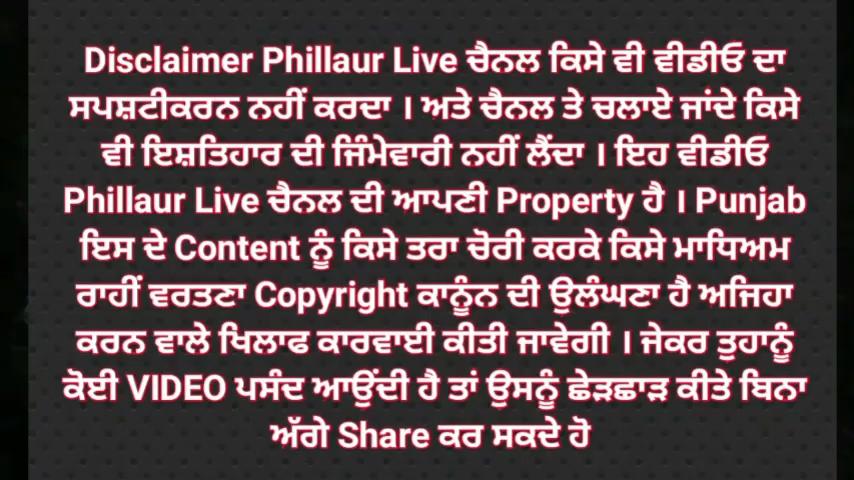 Disclaimer Phillaur Live ਚੈਨਲ ਕਿਸੇ ਵੀ ਵੀਡੀਓ ਦਾ
ਸਪਸ਼ਟੀਕਰਨ ਨਹੀਂ ਕਰਦਾ । ਅਤੇ ਚੈਨਲ ਤੇ ਚਲਾਏ ਜਾਂਦੇ ਕਿਸੇ
ਵੀ ਇਸ਼ਤਿਹਾਰ ਦੀ ਜਿੰਮੇਵਾਰੀ ਨਹੀਂ ਲੈਂਦਾ । ਇਹ ਵੀਡੀਓ
Phillaur Live ਚੈਨਲ ਦੀ ਆਪਣੀ Property ਹੈ । Punjab
ਇਸ ਦੇ Content ਨੂੰ ਕਿਸੇ ਤਰਾ ਚੋਰੀ ਕਰਕੇ ਕਿਸੇ ਮਾਧਿਅਮ
ਰਾਹੀਂ ਵਰਤਣਾ Copyright ਕਾਨੂੰਨ ਦੀ ਉਲੰਘਣਾ ਹੈ ਅਜਿਹਾ
ਕਰਨ ਵਾਲੇ ਖਿਲਾਫ ਕਾਰਵਾਈ ਕੀਤੀ ਜਾਵੇਗੀ । ਜੇਕਰ ਤੁਹਾਨੂੰ
ਕੋਈ VIDEO ਪਸੰਦ ਆਉਂਦੀ ਹੈ ਤਾਂ ਉਸਨੂੰ ਛੇੜਛਾੜ ਕੀਤੇ ਬਿਨਾ
ਅੱਗੇ Share ਕਰ ਸਕਦੇ ਹੋ